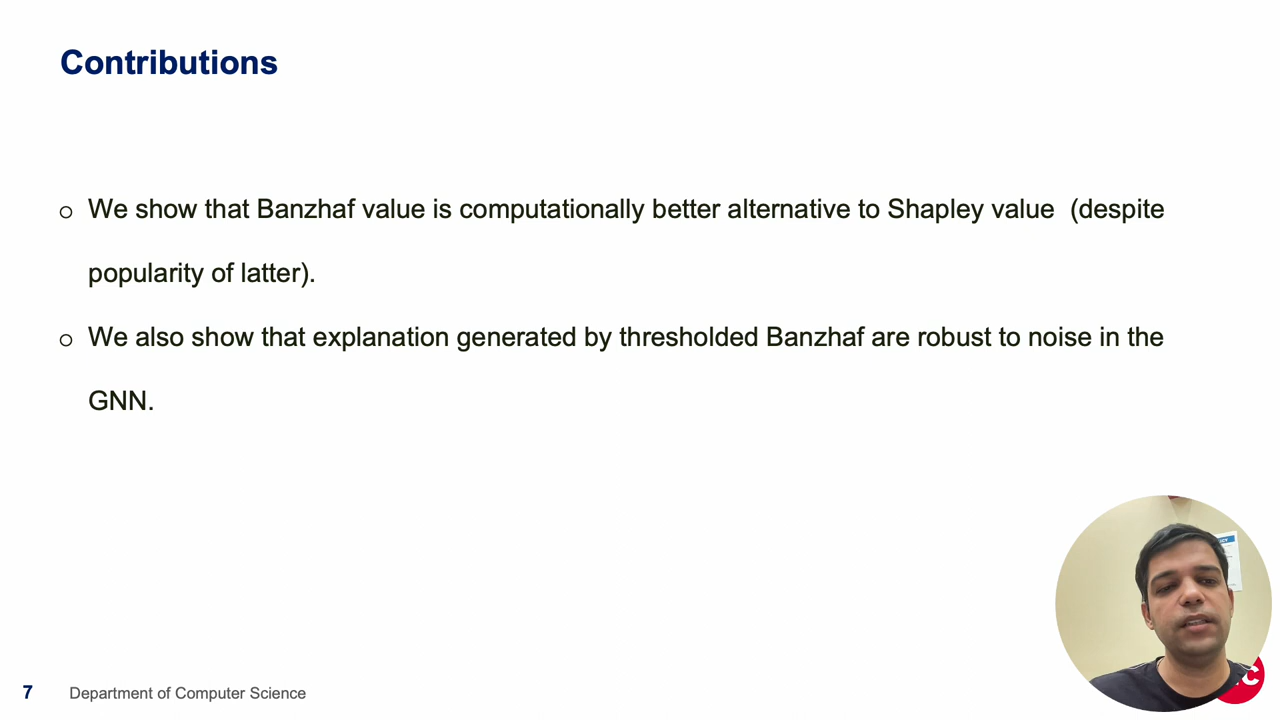 Contributions
o We show that Banzhaf value is computationally better alternative to Shapley value (despite
popularity of latter).
o We also show that explanation generated by thresholded Banzhaf are robust to noise in the
GNN.
7 Department of Computer Science